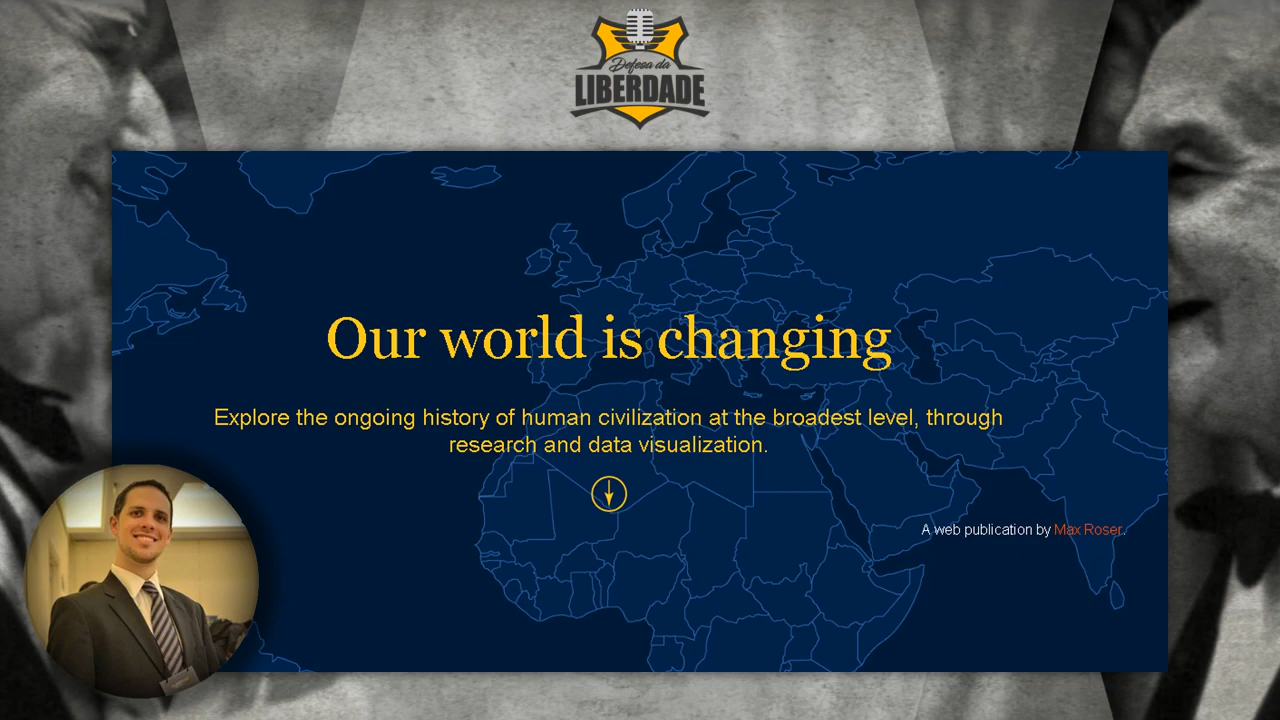 Defesa da
LIBERDADE
Our world is changing
Explore the ongoing history of human civilization at the broadest level, through
research and data visualization.
A web publication by Max Roser.